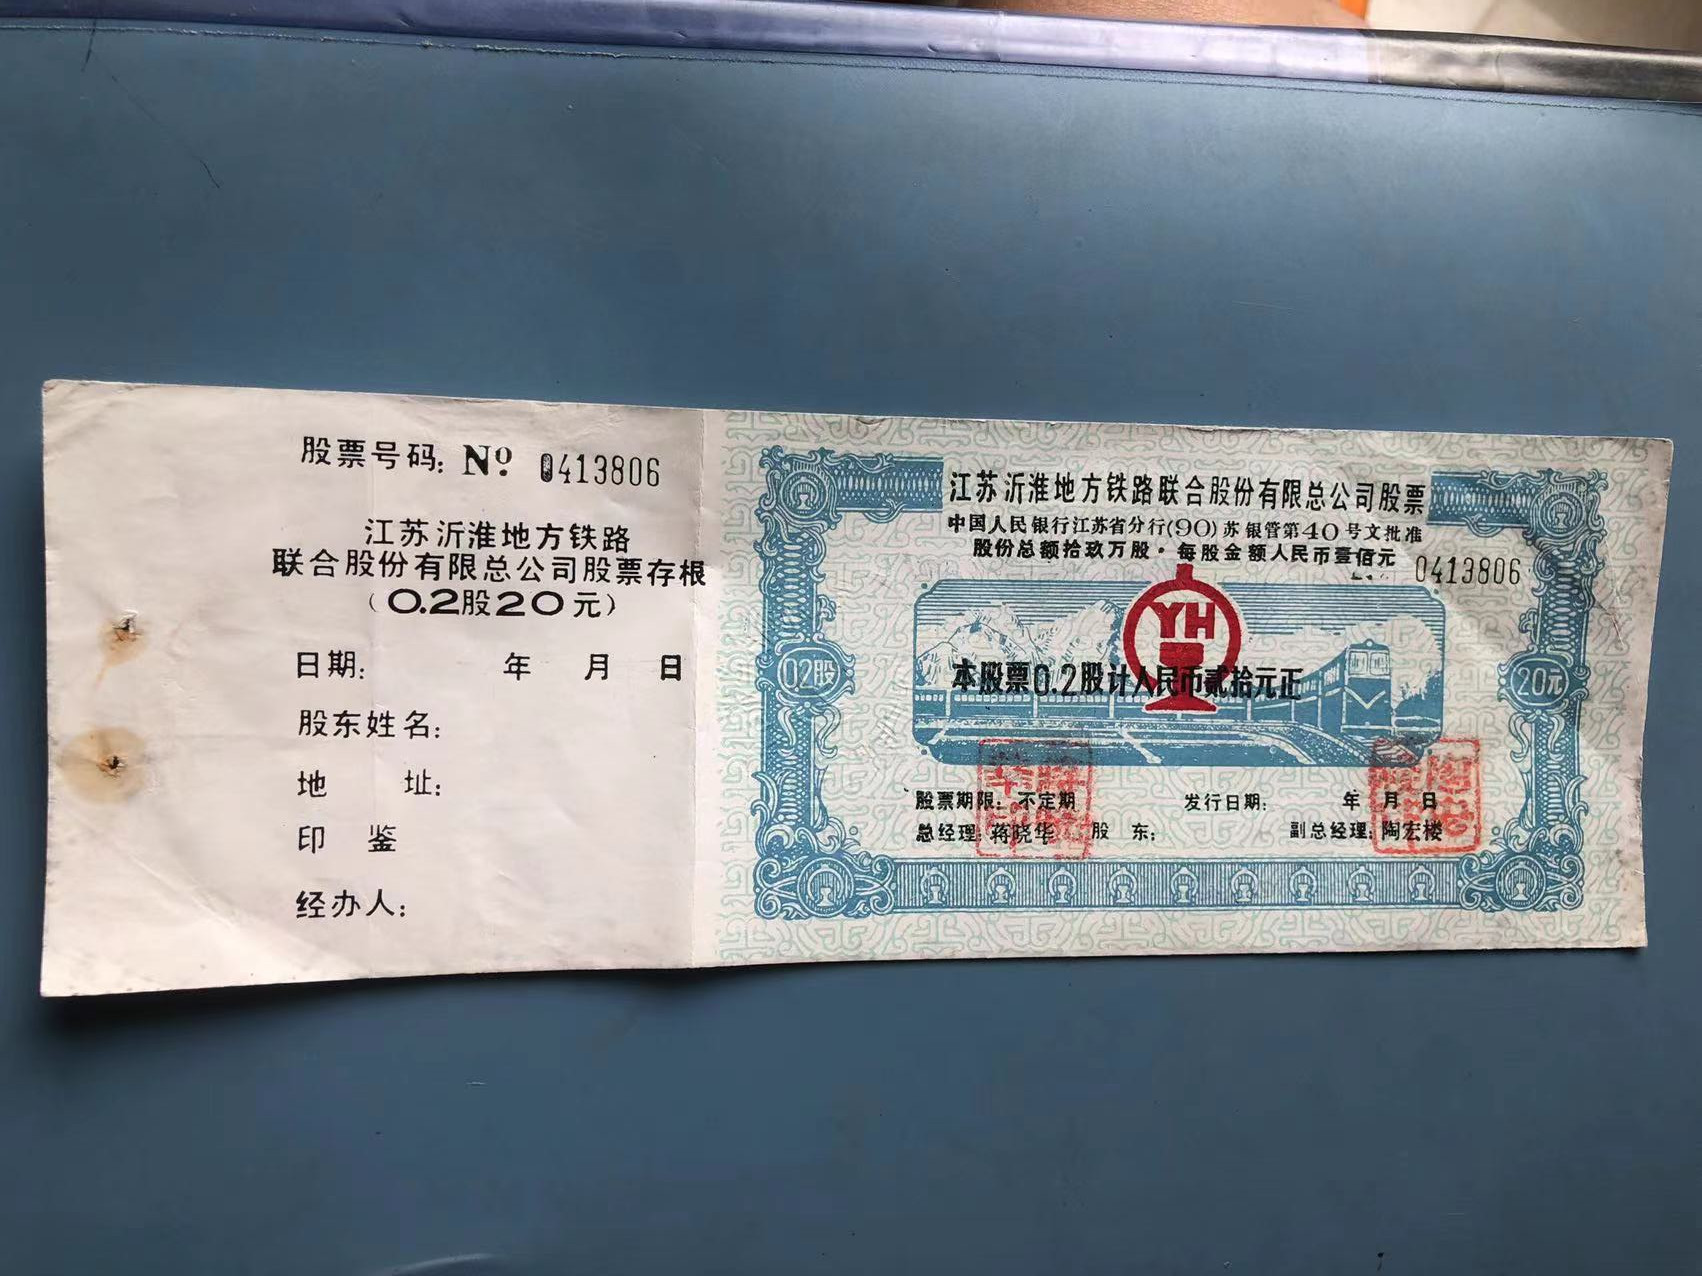 股票号码: Nº. 0413806
江苏沂淮地方铁路
联合股份有限总公司股票存根
(0.2股20元)
日期: 年 月 日
股东姓名:
地 址:
印 鉴
经办人:
江苏沂淮地方铁路联合股份有限总公司股票
中国人民银行江苏省分行(90)苏银管第40号文批准
股份总额拾玖万股·每股金额人民币壹佰元
0413806
YH
本股票0.2股计人民币贰拾元正
0.2股
20元
股票期限: 不定期 发行日期: 年 月 日
总经理: 蒋晓华 股 东: 副总经理: 陶宏楼